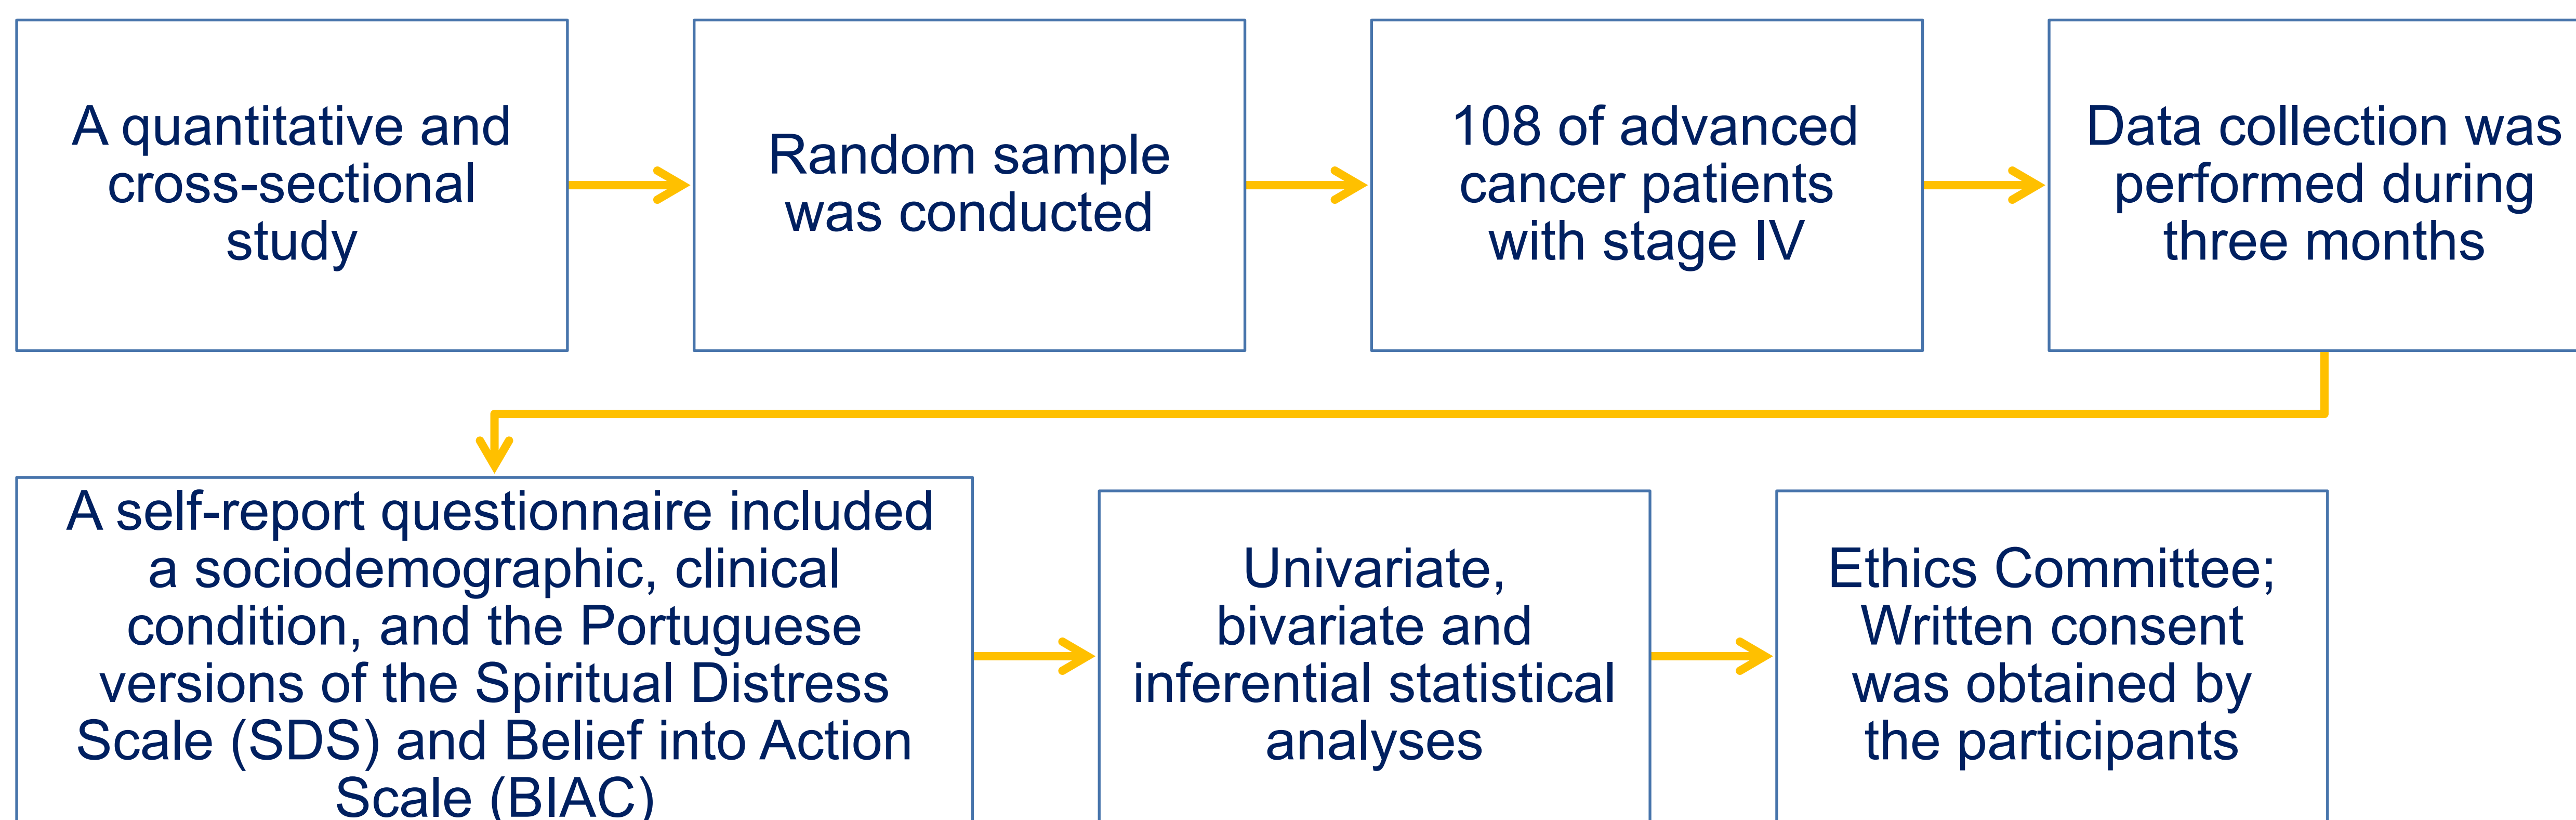 A quantitative and
cross-sectional
study
Random sample
was conducted
108 of advanced
cancer patients
with stage IV
Data collection was
performed during
three months
A self-report questionnaire included
a sociodemographic, clinical
condition, and the Portuguese
versions of the Spiritual Distress
Scale (SDS) and Belief into Action
Scale (BIAC)
Univariate,
bivariate and
inferential statistical
analyses
Ethics Committee;
Written consent
was obtained by
the participants